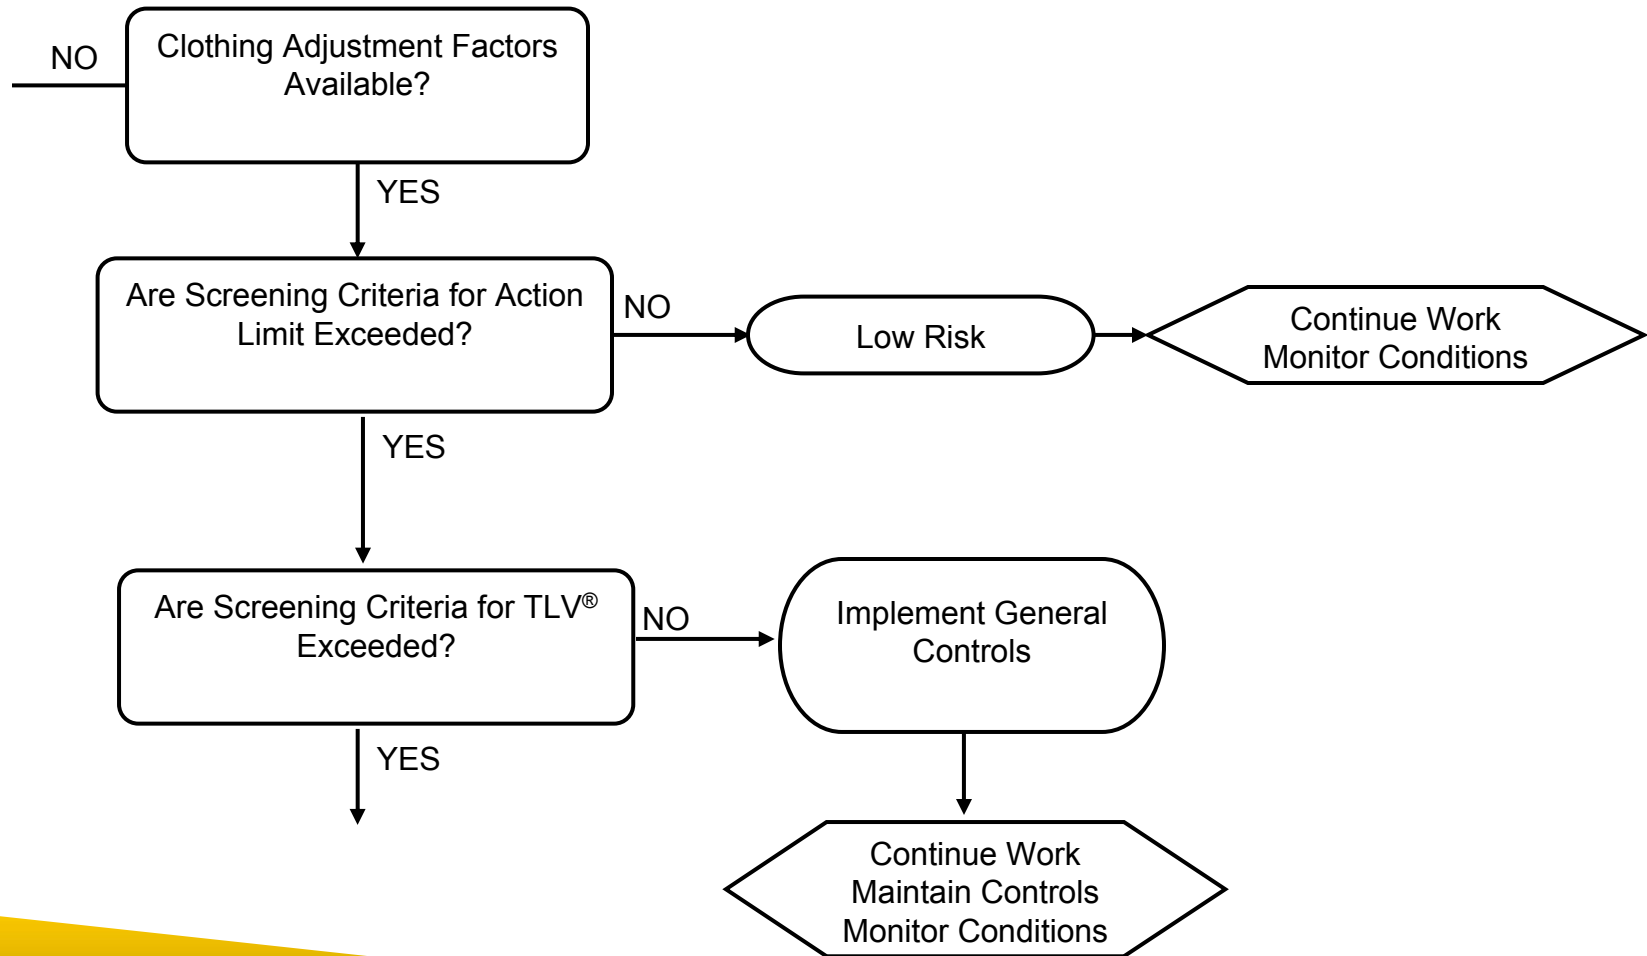 NO
Clothing Adjustment Factors
Available?
YES
Are Screening Criteria for Action
Limit Exceeded?
NO
Low Risk
Continue Work
Monitor Conditions
YES
Are Screening Criteria for TLV®
Exceeded?
NO
Implement General
Controls
YES
Continue Work
Maintain Controls
Monitor Conditions